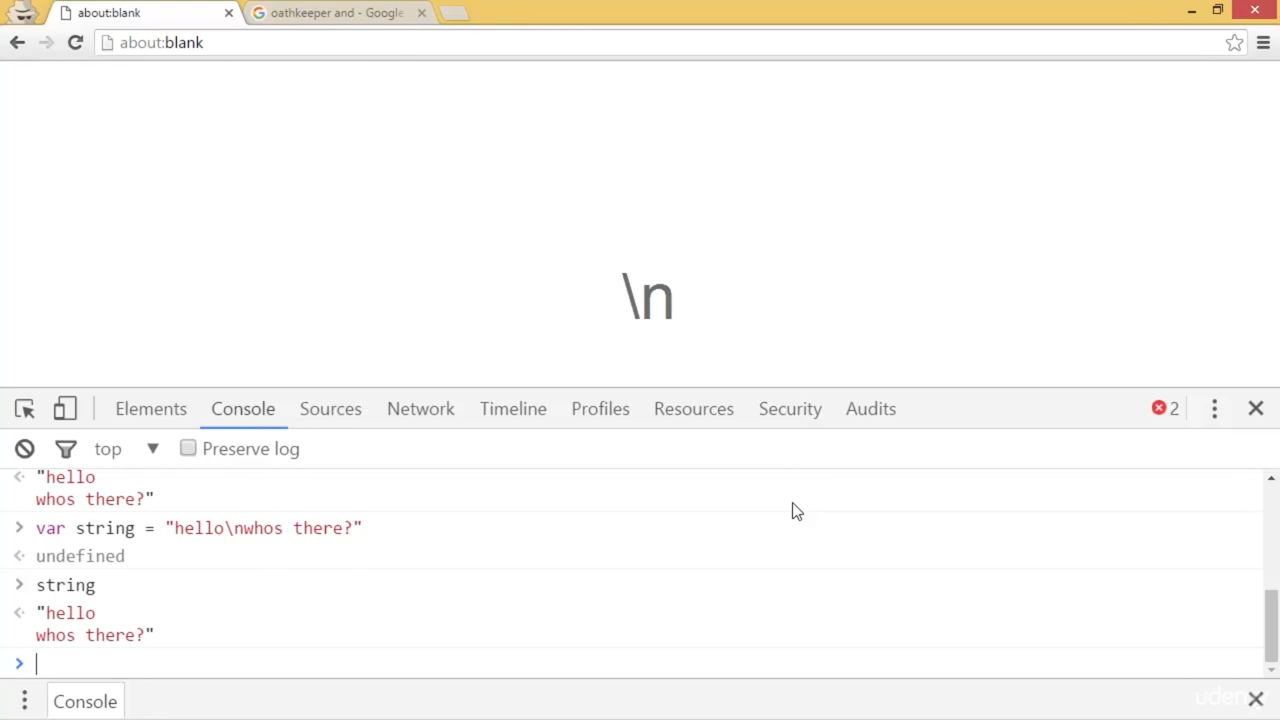 about:blank
oathkeeper and - Google
about:blank
\n
Elements Console Sources Network Timeline Profiles Resources Security Audits 2
top Preserve log
"hello
whos there?"
var string = "hello\nwhos there?"
undefined
string
"hello
whos there?"
Console
udemy